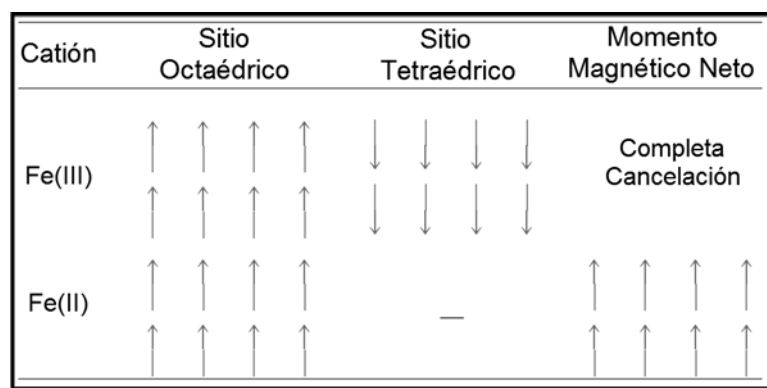 Catión
Sitio
Octaédrico
Sitio
Tetraédrico
Momento
Magnético Neto
Fe(III)
Completa
Cancelación
Fe(II)
—